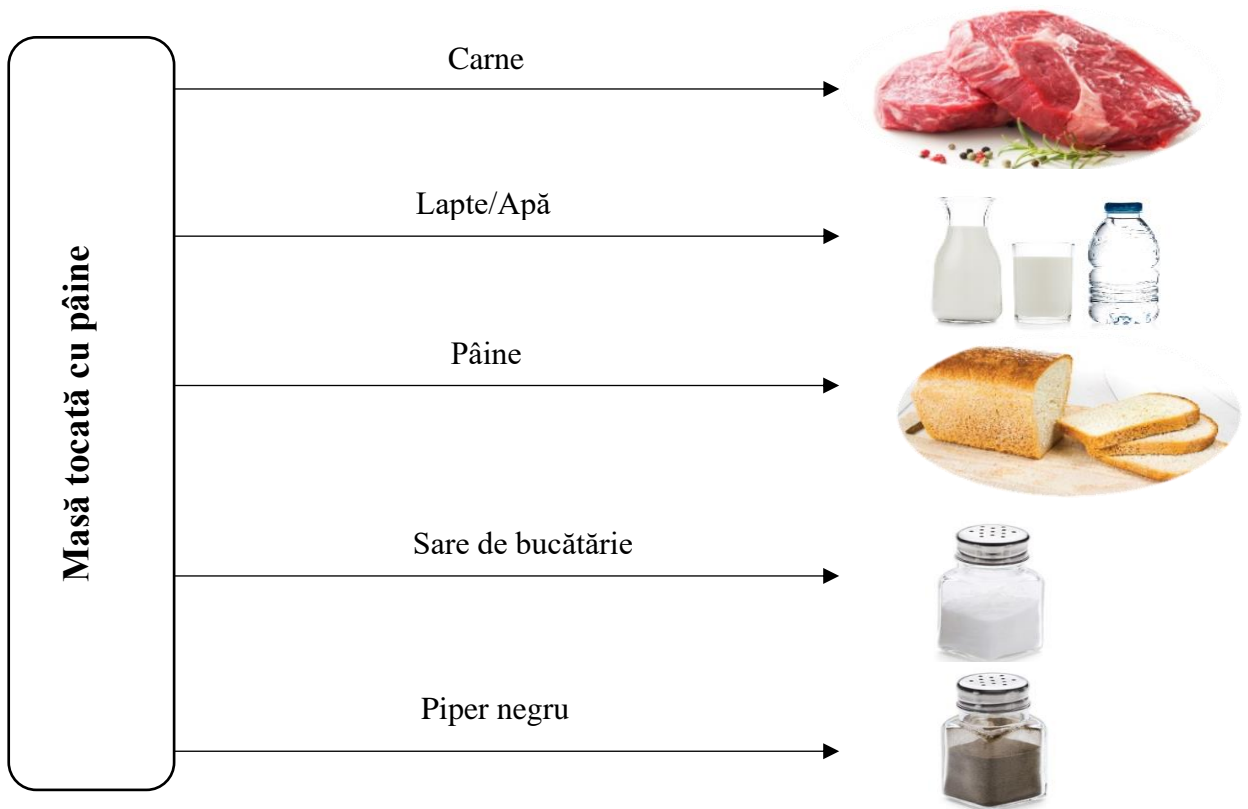 Masă tocată cu pâine
Carne
Lapte/Apă
Pâine
Sare de bucătărie
Piper negru